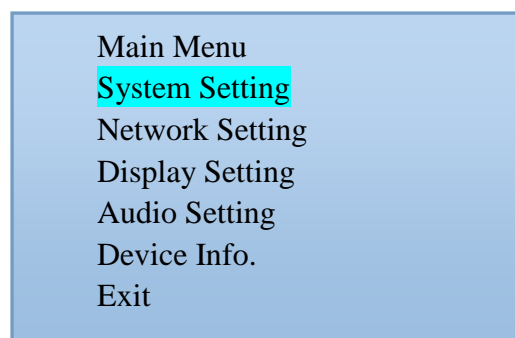 Main Menu
System Setting
Network Setting
Display Setting
Audio Setting
Device Info.
Exit